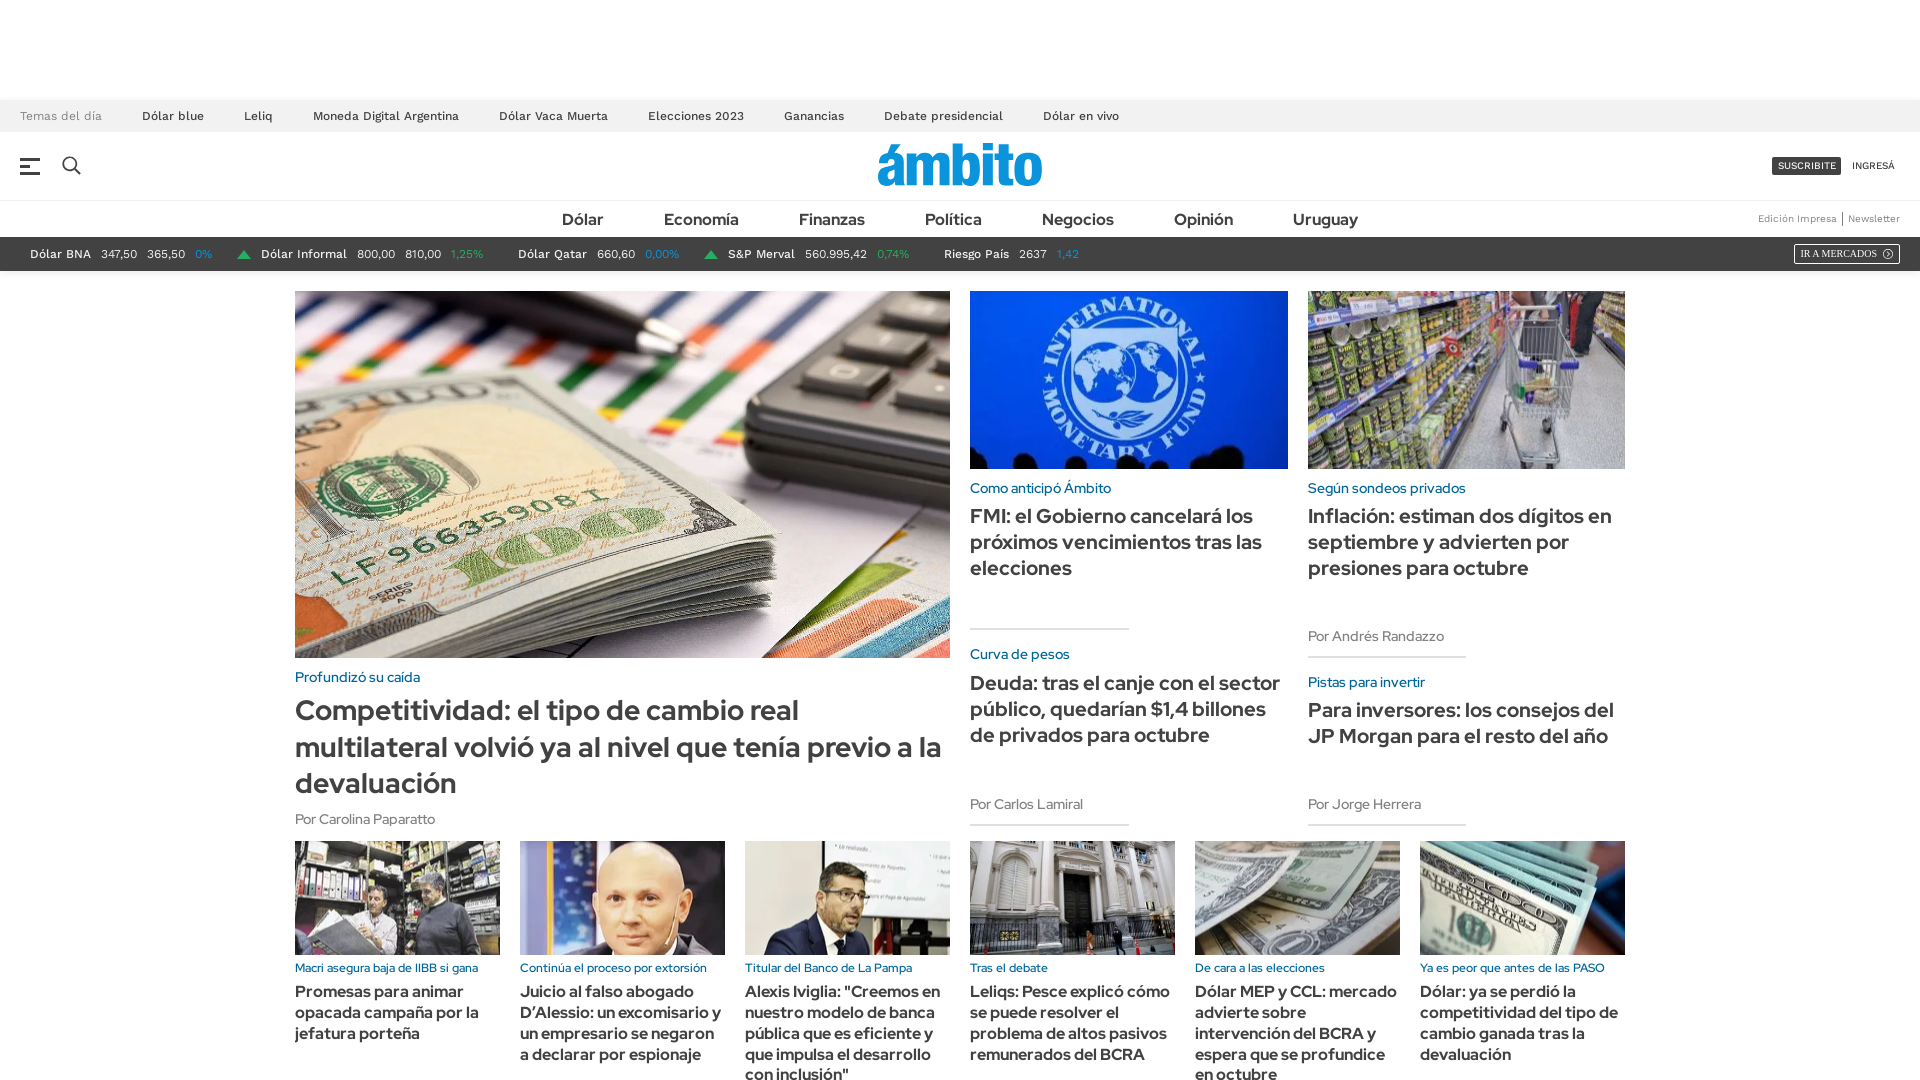 Temas del día Dólar blue Leliq Moneda Digital Argentina Dólar Vaca Muerta Elecciones 2023 Ganancias Debate presidencial Dólar en vivo
ámbito
SUSCRIBITE INGRESÁ
Dólar Economía Finanzas Política Negocios Opinión Uruguay
Edición Impresa Newsletter
Dólar BNA 347,50 365,50 0% Dólar Informal 800,00 810,00 1,25% Dólar Qatar 660,60 0,00% S&P Merval 560.995,42 0,74% Riesgo País 2637 1,42
IR A MERCADOS
LF 96635908 I
100
SERIES
2009
A
Profundizó su caída
Competitividad: el tipo de cambio real
multilateral volvió ya al nivel que tenía previo a la
devaluación
Por Carolina Paparatto
INTERNATIONAL
MONETARY FUND
Como anticipó Ámbito
FMI: el Gobierno cancelará los
próximos vencimientos tras las
elecciones
Según sondeos privados
Inflación: estiman dos dígitos en
septiembre y advierten por
presiones para octubre
Por Andrés Randazzo
Curva de pesos
Deuda: tras el canje con el sector
público, quedarían $1,4 billones
de privados para octubre
Por Carlos Lamiral
Pistas para invertir
Para inversores: los consejos del
JP Morgan para el resto del año
Por Jorge Herrera
Macri asegura baja de IIBB si gana
Promesas para animar
opacada campaña por la
jefatura porteña
Continúa el proceso por extorsión
Juicio al falso abogado
D’Alessio: un excomisario y
un empresario se negaron
a declarar por espionaje
Titular del Banco de La Pampa
Alexis Iviglia: "Creemos en
nuestro modelo de banca
pública que es eficiente y
que impulsa el desarrollo
con inclusión"
Tras el debate
Leliqs: Pesce explicó cómo
se puede resolver el
problema de altos pasivos
remunerados del BCRA
De cara a las elecciones
Dólar MEP y CCL: mercado
advierte sobre
intervención del BCRA y
espera que se profundice
en octubre
Ya es peor que antes de las PASO
Dólar: ya se perdió la
competitividad del tipo de
cambio ganada tras la
devaluación